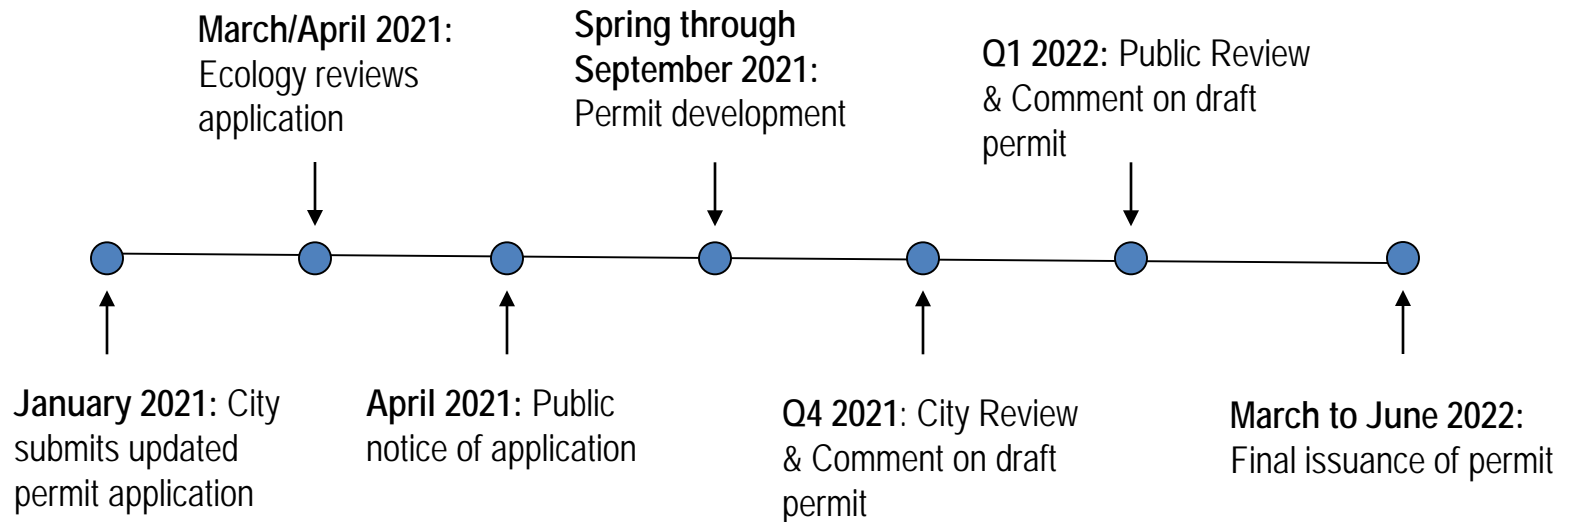 March/April 2021:
Ecology reviews
application
Spring through
September 2021:
Permit development
Q1 2022: Public Review
& Comment on draft
permit
January 2021: City
submits updated
permit application
April 2021: Public
notice of application
Q4 2021: City Review
& Comment on draft
permit
March to June 2022:
Final issuance of permit